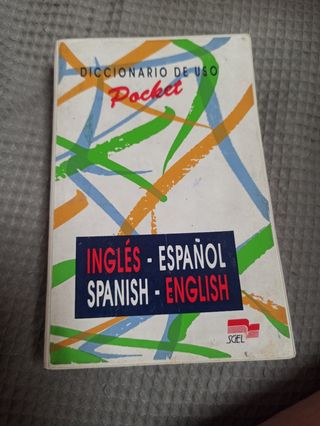 DICCIONARIO DE USO
Pocket
INGLÉS - ESPAÑOL
SPANISH - ENGLISH
SGEL